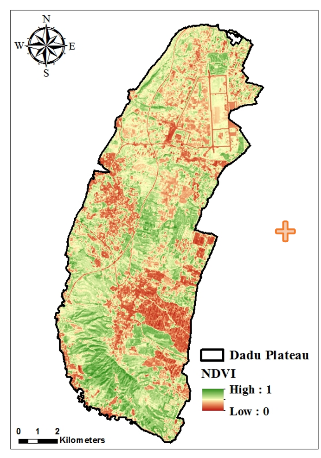 N
W E
S
Dadu Plateau
NDVI
High : 1
Low : 0
0 1 2
Kilometers